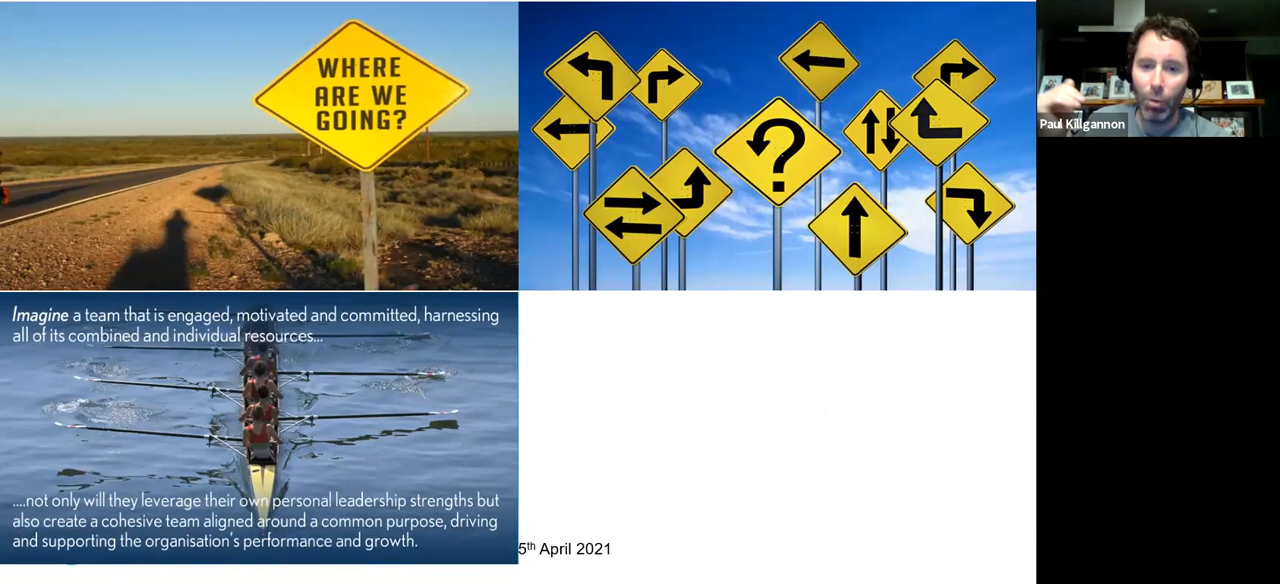 WHERE
ARE WE
GOING?
?
Paul Killgannon
Imagine a team that is engaged, motivated and committed, harnessing
all of its combined and individual resources...
....not only will they leverage their own personal leadership strengths but
also create a cohesive team aligned around a common purpose, driving
and supporting the organisation's performance and growth.
5th April 2021